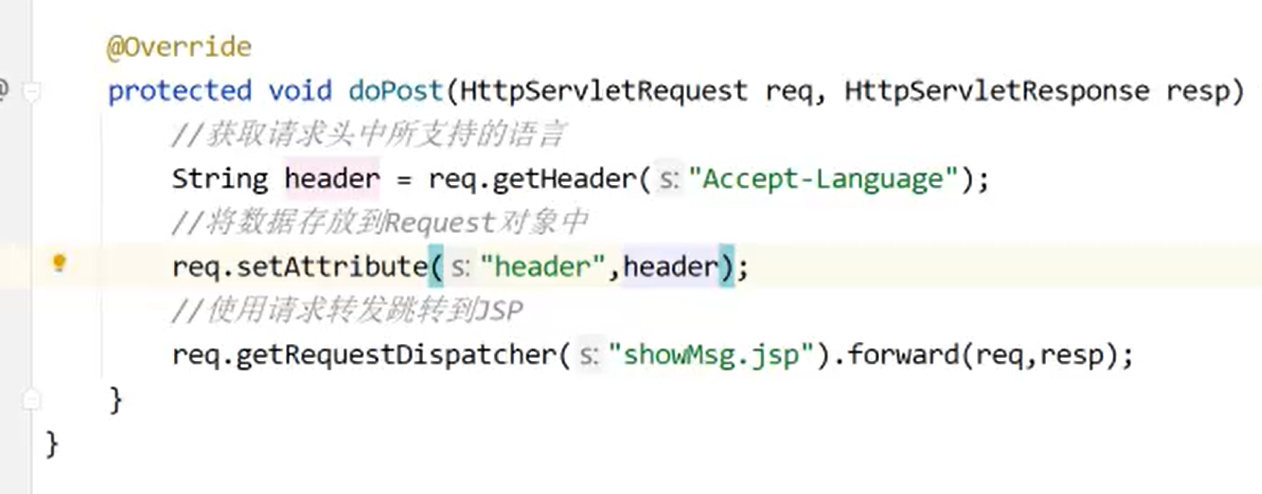 @Override
protected void doPost(HttpServletRequest req, HttpServletResponse resp)
//获取请求头中所支持的语言
String header = req.getHeader( s: "Accept-Language");
//将数据存放到Request对象中
req.setAttribute( s: "header",header);
//使用请求转发跳转到JSP
req.getRequestDispatcher( s: "showMsg.jsp").forward(req,resp);
}
}